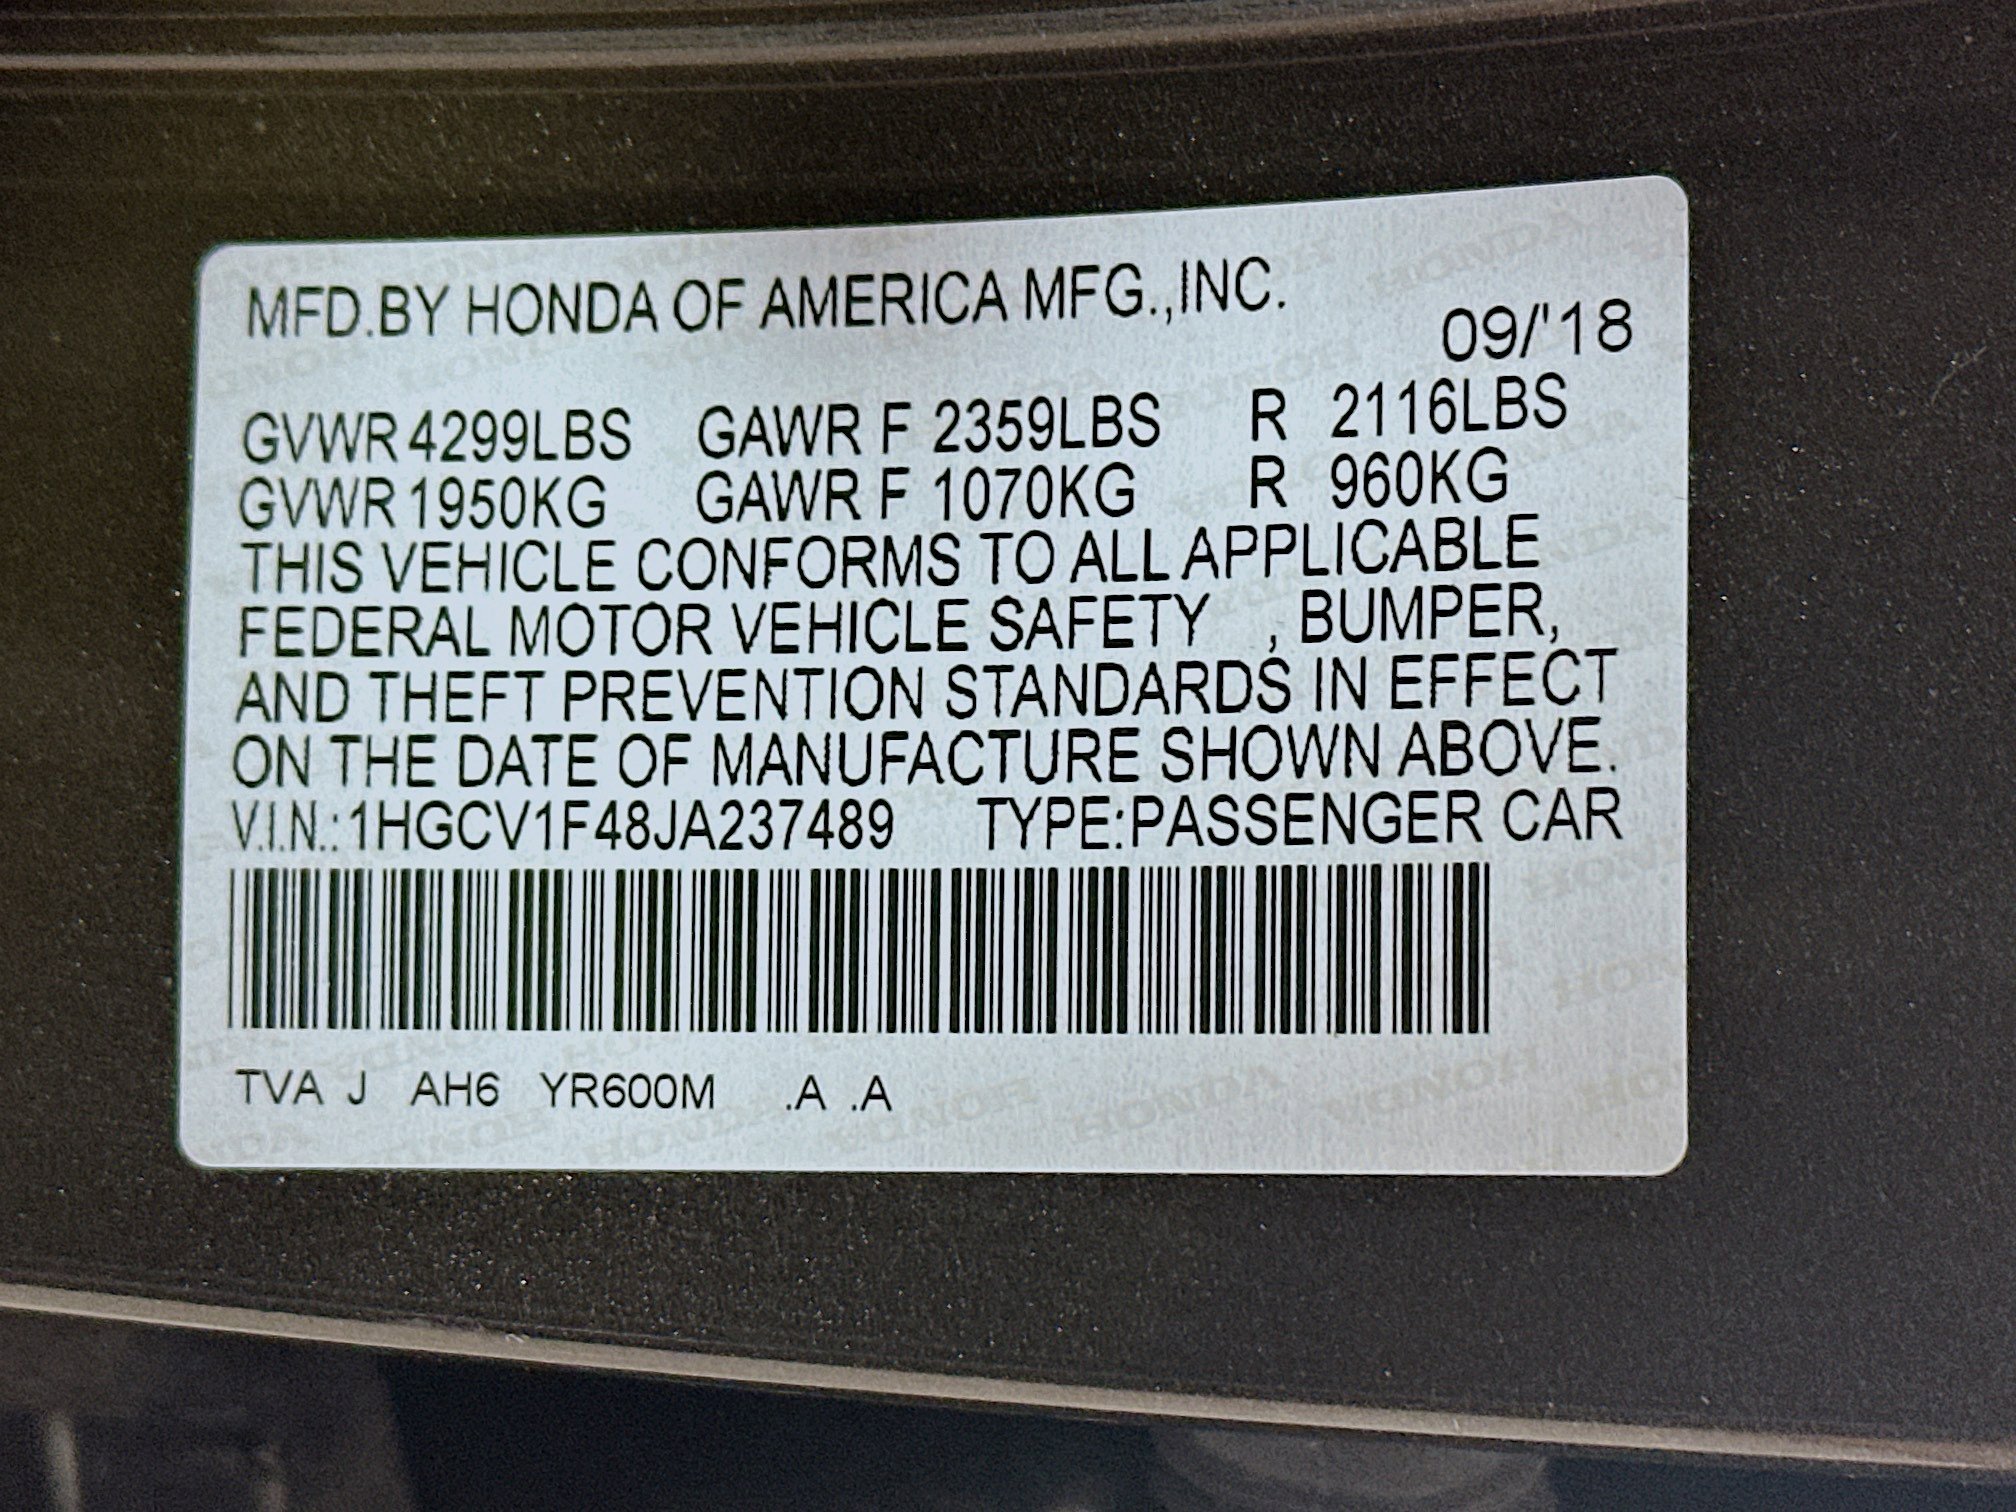 MFD.BY HONDA OF AMERICA MFG.,INC.
09/'18
GVWR 4299LBS GAWR F 2359LBS R 2116LBS
GVWR 1950KG GAWR F 1070KG R 960KG
THIS VEHICLE CONFORMS TO ALL APPLICABLE
FEDERAL MOTOR VEHICLE SAFETY , BUMPER,
AND THEFT PREVENTION STANDARDS IN EFFECT
ON THE DATE OF MANUFACTURE SHOWN ABOVE.
V.I.N.:1HGCV1F48JA237489 TYPE:PASSENGER CAR
TVA J AH6 YR600M .A .A